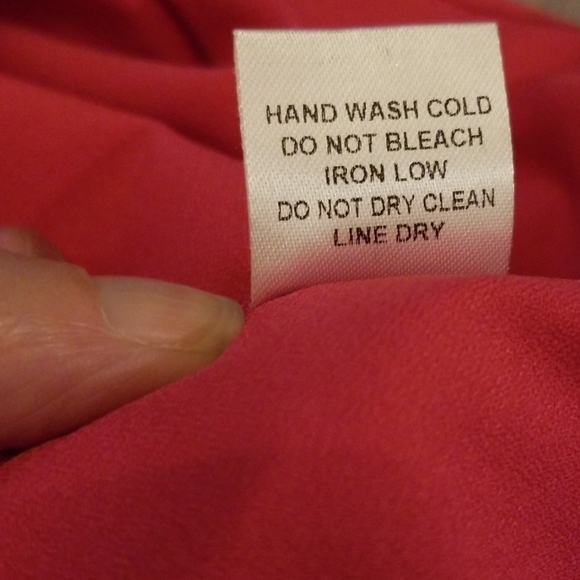 HAND WASH COLD
DO NOT BLEACH
IRON LOW
DO NOT DRY CLEAN
LINE DRY